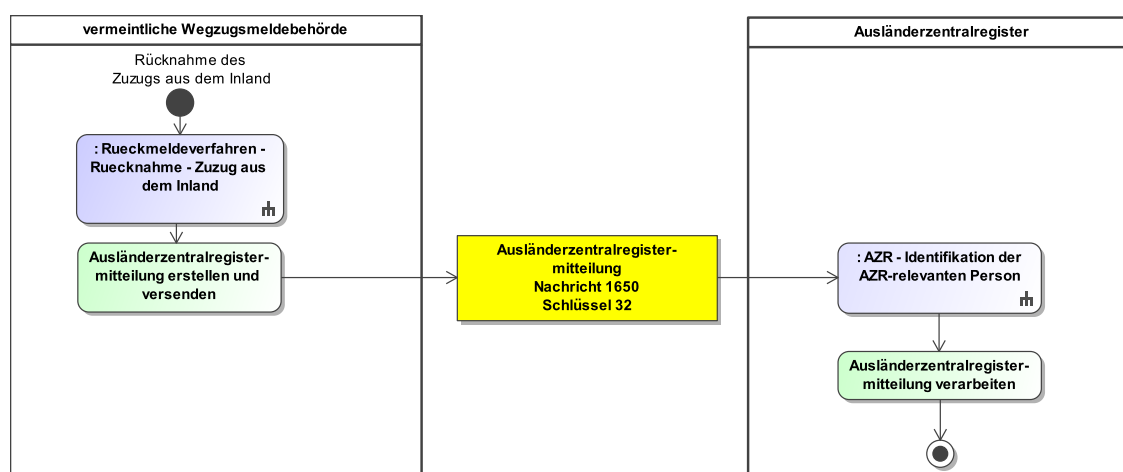 vermeintliche Wegzugsmeldebehörde
Rücknahme des
Zuzugs aus dem Inland
: Rueckmeldeverfahren -
Ruecknahme - Zuzug aus
dem Inland
Ausländerzentralregister-
mitteilung erstellen und
versenden
Ausländerzentralregister-
mitteilung
Nachricht 1650
Schlüssel 32
Ausländerzentralregister
: AZR - Identifikation der
AZR-relevanten Person
Ausländerzentralregister-
mitteilung verarbeiten